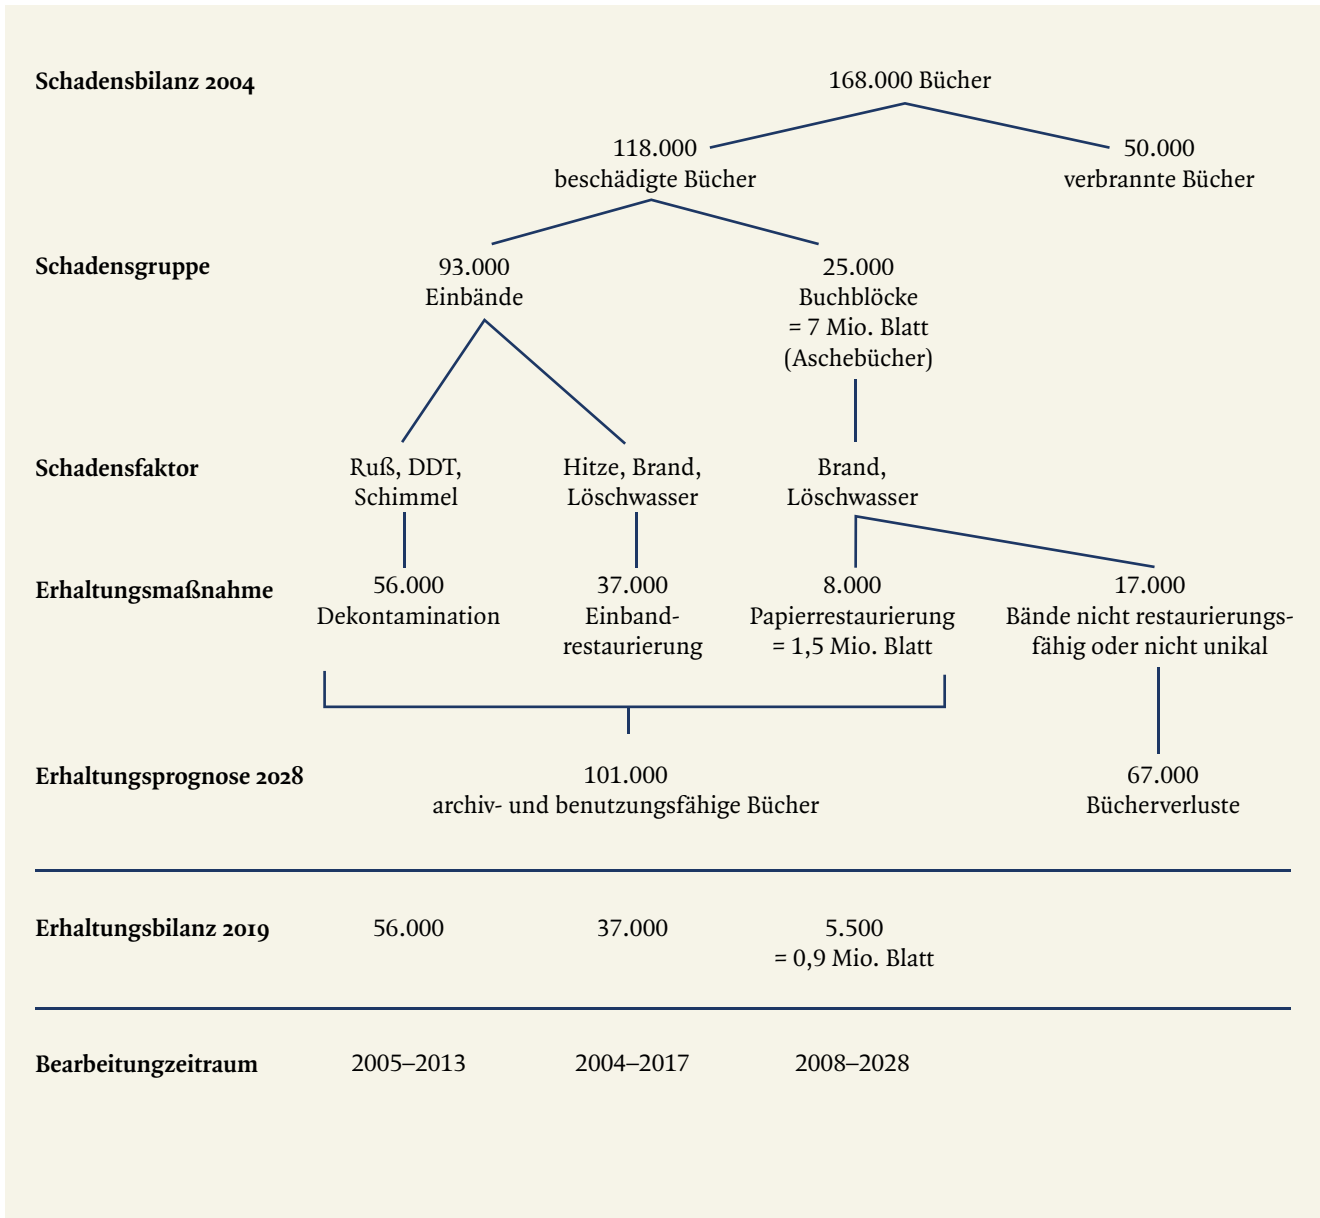 Schadensbilanz 2004
168.000 Bücher
118.000
beschädigte Bücher
50.000
verbrannte Bücher
Schadensgruppe
93.000
Einbände
25.000
Buchblöcke
= 7 Mio. Blatt
(Aschebücher)
Schadensfaktor
Ruß, DDT,
Schimmel
Hitze, Brand,
Löschwasser
Brand,
Löschwasser
Erhaltungsmaßnahme
56.000
Dekontamination
37.000
Einband-
restaurierung
8.000
Papierrestaurierung
= 1,5 Mio. Blatt
17.000
Bände nicht restaurierungs-
fähig oder nicht unikal
Erhaltungsprognose 2028
101.000
archiv- und benutzungsfähige Bücher
67.000
Bücherverluste
Erhaltungsbilanz 2019
56.000
37.000
5.500
= 0,9 Mio. Blatt
Bearbeitungzeitraum
2005–2013
2004–2017
2008–2028